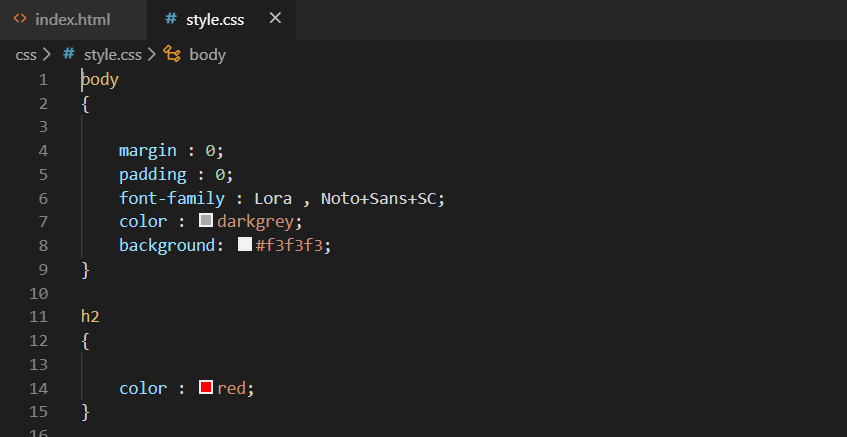 index.html # style.css ×
css > # style.css > body
1 body
2 {
3
4 margin : 0;
5 padding : 0;
6 font-family : Lora , Noto+Sans+SC;
7 color : darkgrey;
8 background: #f3f3f3;
9 }
10
11 h2
12 {
13
14 color : red;
15 }
16